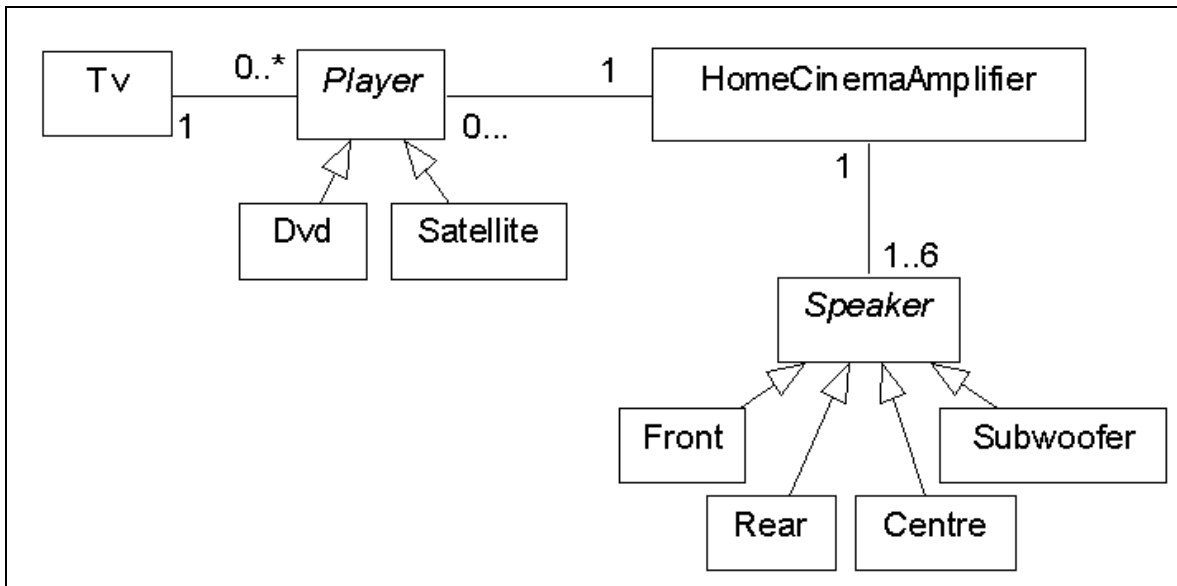 Tv
1
0..*
Player
0...
1
HomeCinemaAmplifier
Dvd
Satellite
1
1..6
Speaker
Front
Rear
Centre
Subwoofer